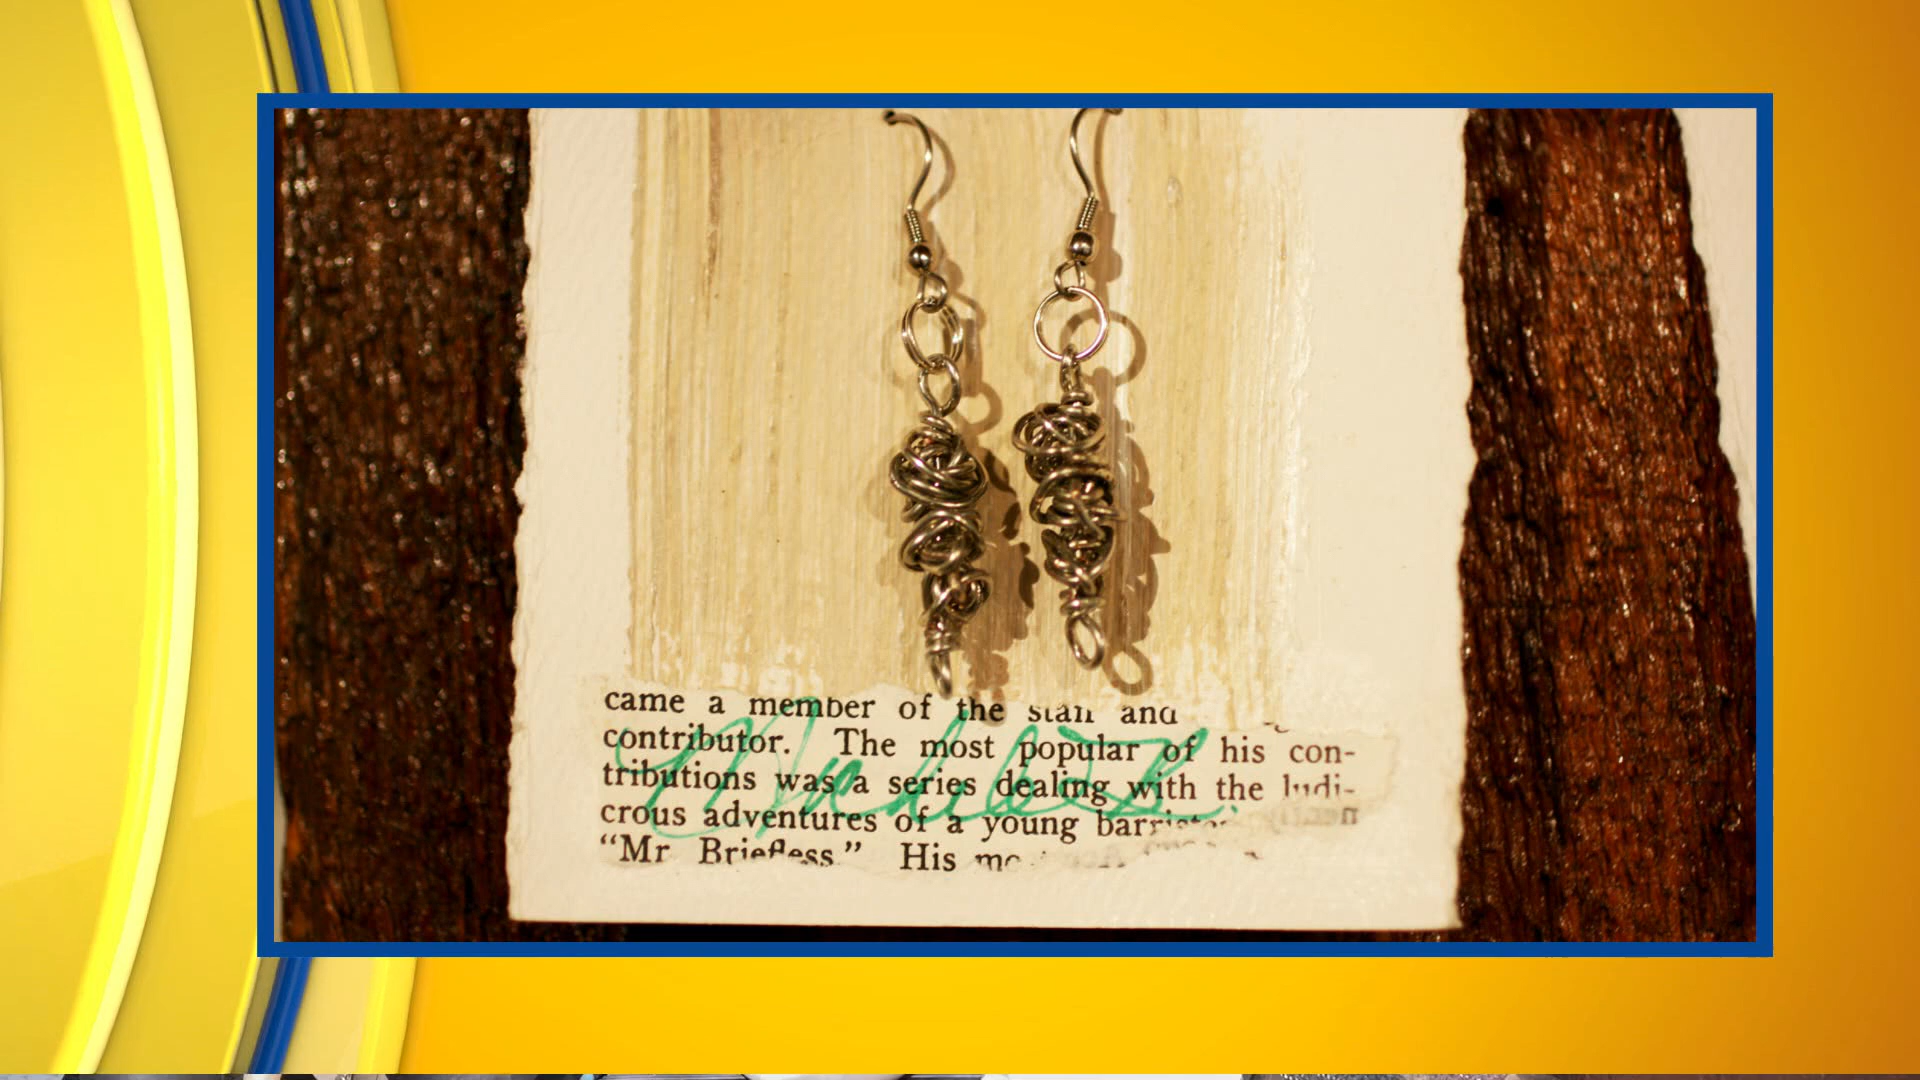 came a member of the staff and
contributor. The most popular of his con-
tributions was a series dealing with the ludi-
crous adventures of a young barrister
“Mr Briefless.” His